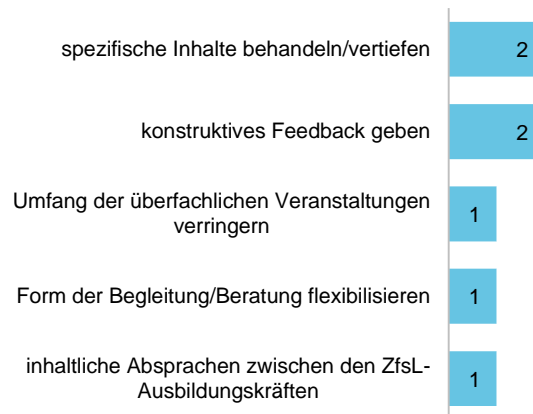 spezifische Inhalte behandeln/vertiefen 2
konstruktives Feedback geben 2
Umfang der überfachlichen Veranstaltungen
verringern 1
Form der Begleitung/Beratung flexibilisieren 1
inhaltliche Absprachen zwischen den ZfsL-
Ausbildungskräften 1